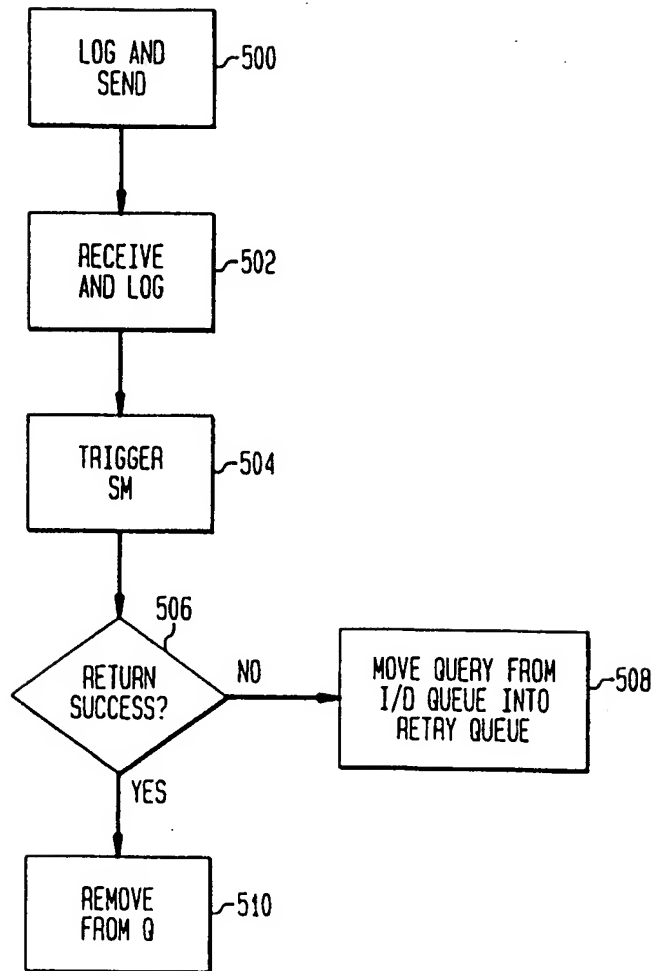 LOG AND
SEND
500
RECEIVE
AND LOG
502
TRIGGER
SM
504
506
RETURN
SUCCESS?
NO
MOVE QUERY FROM
I/D QUEUE INTO
RETRY QUEUE
508
YES
REMOVE
FROM Q
510